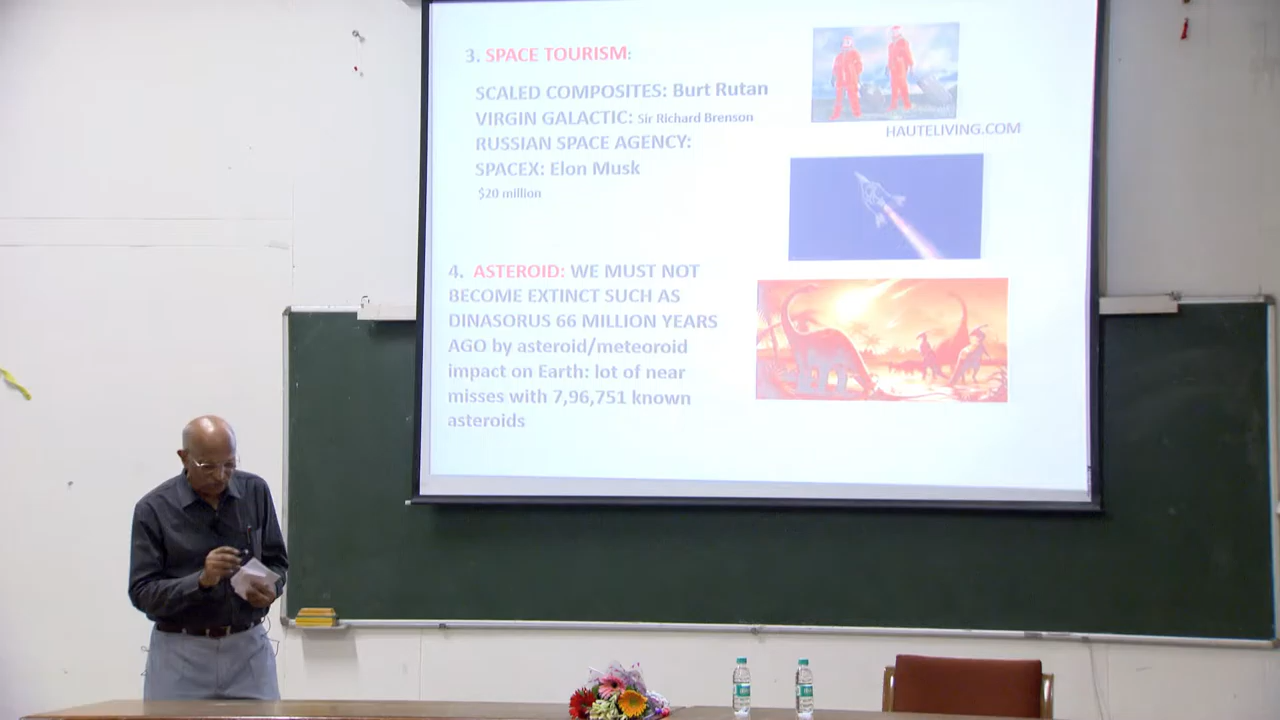 3. SPACE TOURISM:
SCALED COMPOSITES: Burt Rutan
VIRGIN GALACTIC: Sir Richard Brenson
RUSSIAN SPACE AGENCY:
SPACEX: Elon Musk
$20 million
HAUTELIVING.COM
4. ASTEROID: WE MUST NOT
BECOME EXTINCT SUCH AS
DINASORUS 66 MILLION YEARS
AGO by asteroid/meteoroid
impact on Earth: lot of near
misses with 7,96,751 known
asteroids